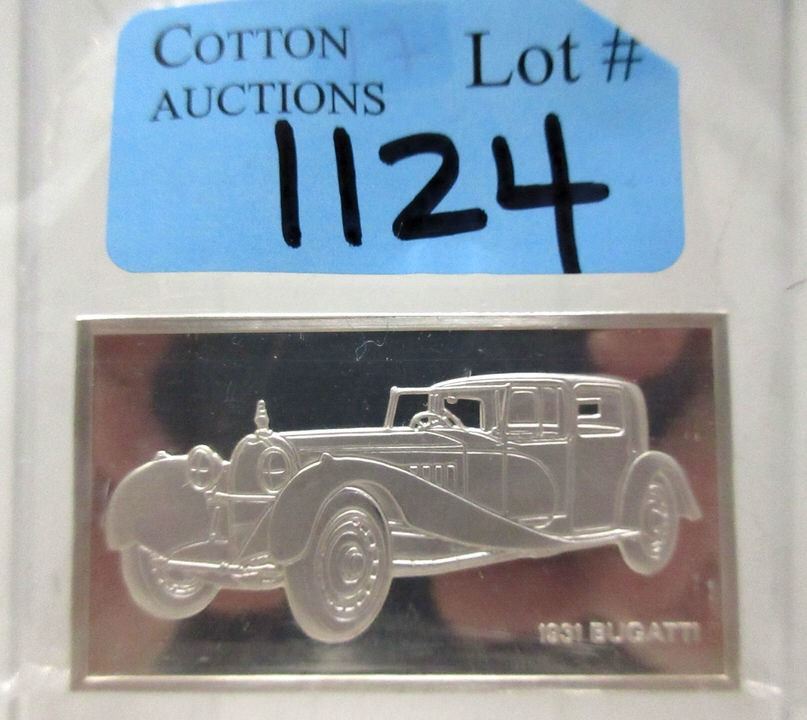 COTTON
AUCTIONS
Lot #
1124
1931 BUGATTI